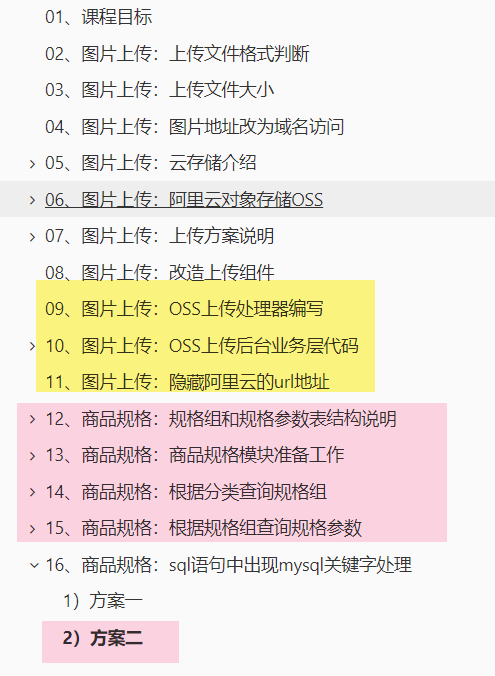 01、课程目标
02、图片上传：上传文件格式判断
03、图片上传：上传文件大小
04、图片上传：图片地址改为域名访问
05、图片上传：云存储介绍
06、图片上传：阿里云对象存储OSS
07、图片上传：上传方案说明
08、图片上传：改造上传组件
09、图片上传：OSS上传处理器编写
10、图片上传：OSS上传后台业务层代码
11、图片上传：隐藏阿里云的url地址
12、商品规格：规格组和规格参数表结构说明
13、商品规格：商品规格模块准备工作
14、商品规格：根据分类查询规格组
15、商品规格：根据规格组查询规格参数
16、商品规格：sql语句中出现mysql关键字处理
1）方案一
2）方案二